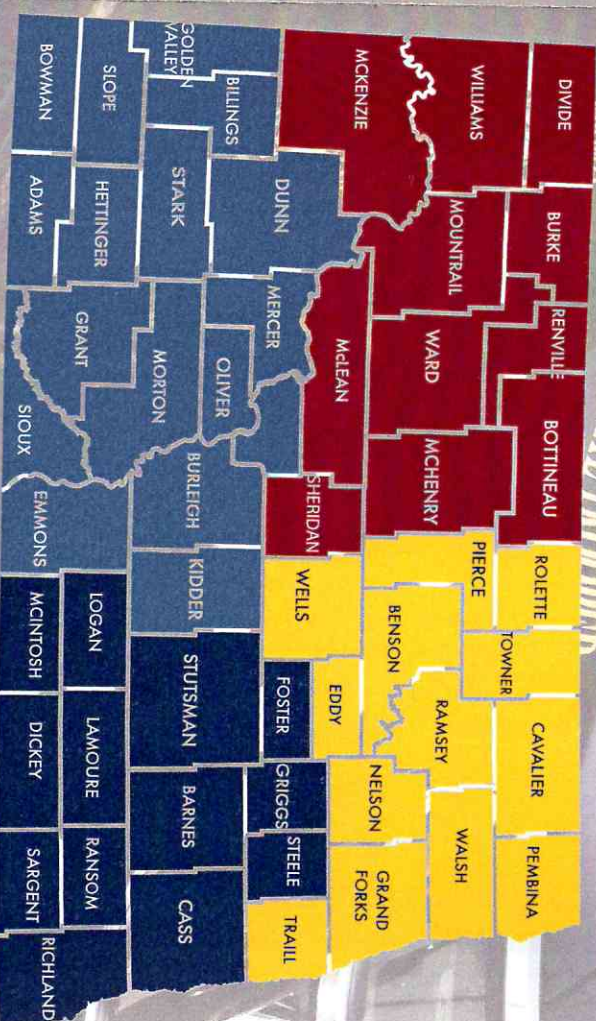 DIVIDE
BURKE
RENVILLE
BOTTINEAU
ROLETTE
TOWNER
CAVALIER
PEMBINA
WILLIAMS
MOUNTRAIL
WARD
MCHENRY
PIERCE
BENSON
RAMSEY
WALSH
MCKENZIE
McLEAN
SHERIDAN
WELLS
EDDY
NELSON
GRAND
FORKS
GOLDEN
VALLEY
BILLINGS
DUNN
MERCER
OLIVER
FOSTER
GRIGGS
STEELE
TRAILL
STARK
MORTON
BURLEIGH
KIDDER
STUTSMAN
BARNES
CASS
SLOPE
HETTINGER
GRANT
LOGAN
LAMOURE
RANSOM
BOWMAN
ADAMS
SIOUX
EMMONS
MCINTOSH
DICKEY
SARGENT
RICHLAND